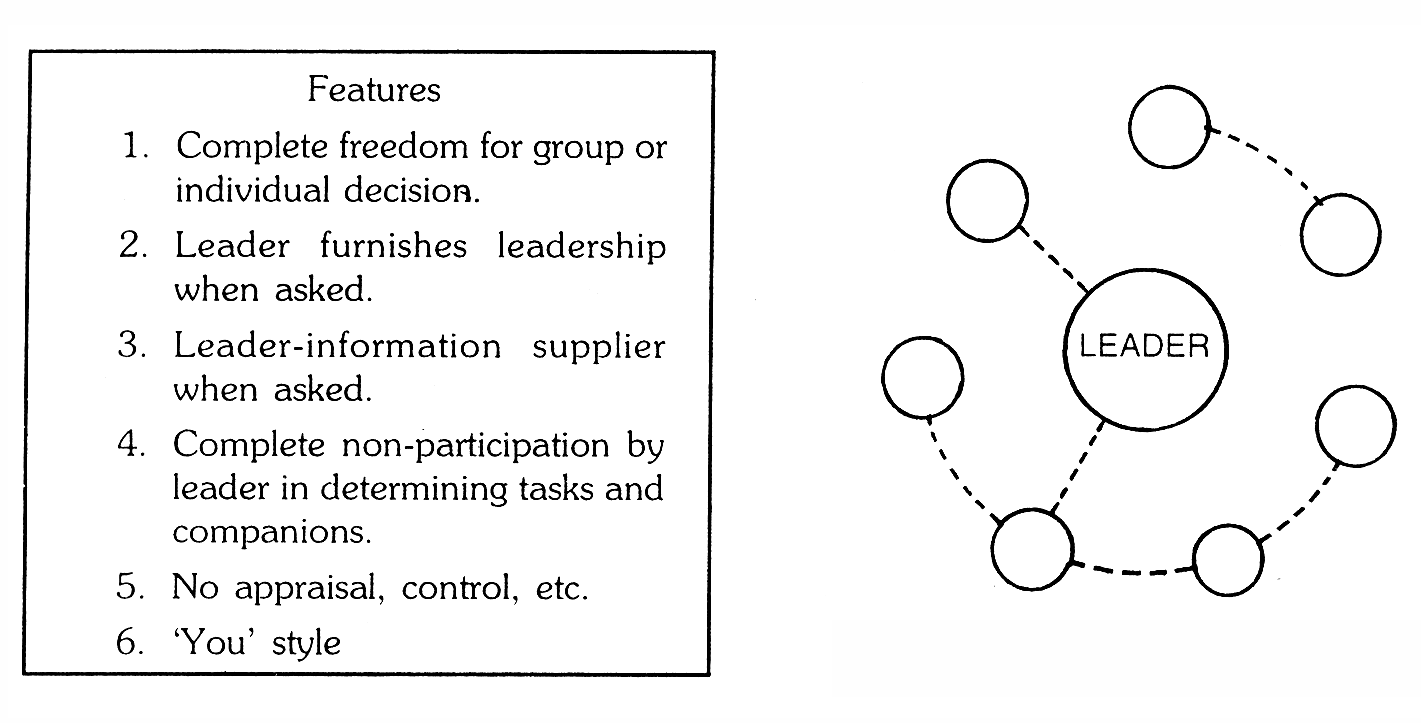 Features
1. Complete freedom for group or
individual decision.
2. Leader furnishes leadership
when asked.
3. Leader-information supplier
when asked.
4. Complete non-participation by
leader in determining tasks and
companions.
5. No appraisal, control, etc.
6. ‘You’ style
LEADER